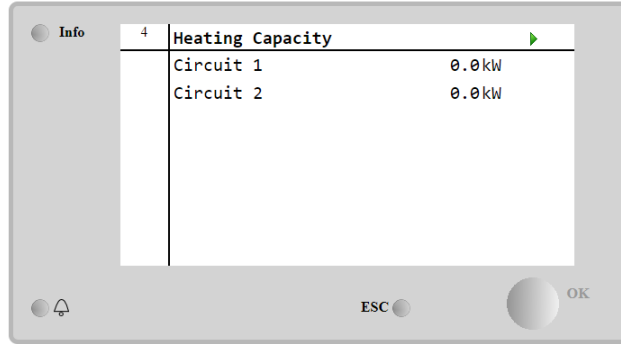 Info
4 Heating Capacity
Circuit 1 0.0kW
Circuit 2 0.0kW
ESC
OK